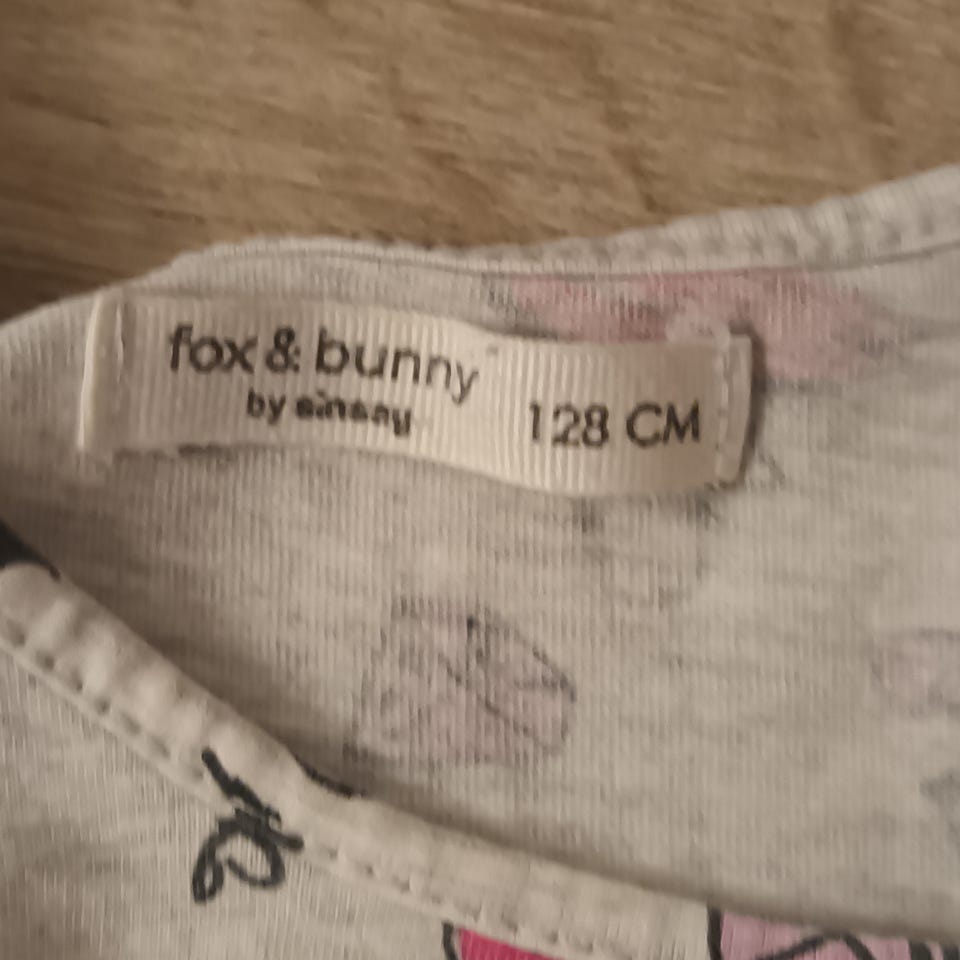 fox & bunny
by sinsay
128 CM